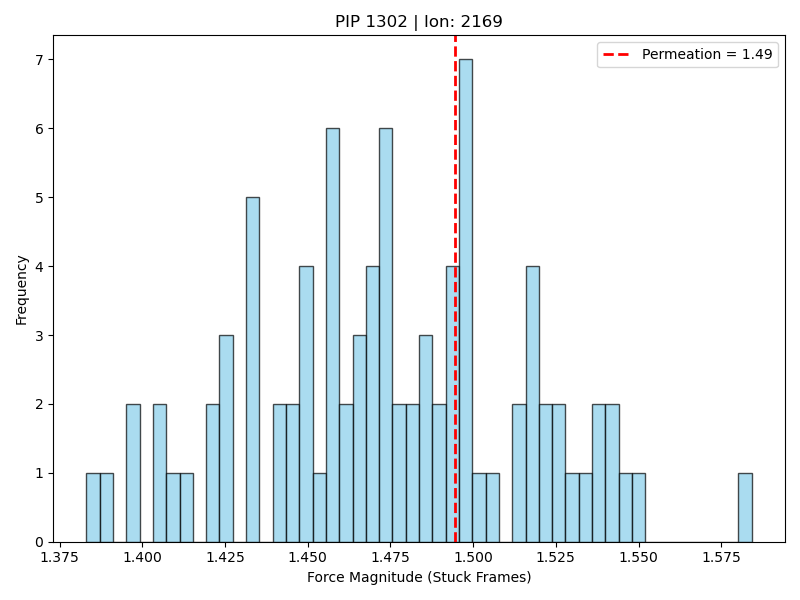 PIP 1302 | Ion: 2169
Permeation = 1.49
7
6
5
4
3
2
1
0
Frequency
1.375 1.400 1.425 1.450 1.475 1.500 1.525 1.550 1.575
Force Magnitude (Stuck Frames)